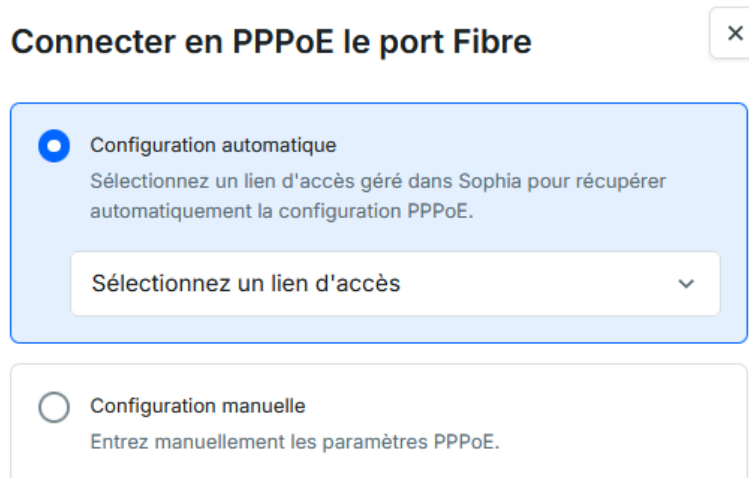 Connecter en PPPoE le port Fibre
Configuration automatique
Sélectionnez un lien d'accès géré dans Sophia pour récupérer
automatiquement la configuration PPPoE.
Sélectionnez un lien d'accès
Configuration manuelle
Entrez manuellement les paramètres PPPoE.